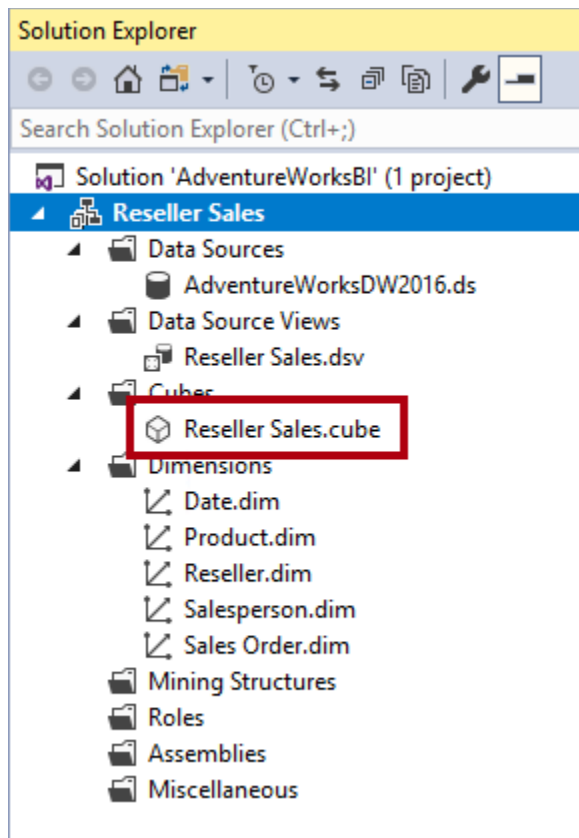 Solution Explorer
Search Solution Explorer (Ctrl+;)
Solution 'AdventureWorksBI' (1 project)
Reseller Sales
Data Sources
AdventureWorksDW2016.ds
Data Source Views
Reseller Sales.dsv
Cubes
Reseller Sales.cube
Dimensions
Date.dim
Product.dim
Reseller.dim
Salesperson.dim
Sales Order.dim
Mining Structures
Roles
Assemblies
Miscellaneous